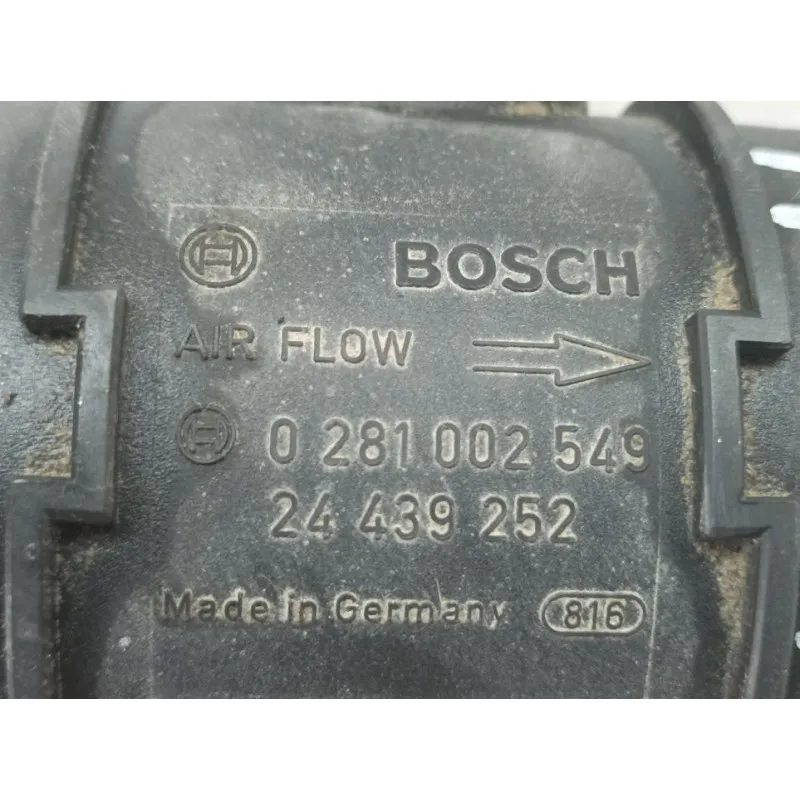 BOSCH
AIR FLOW
0 281 002 549
24 439 252
Made in Germany 816